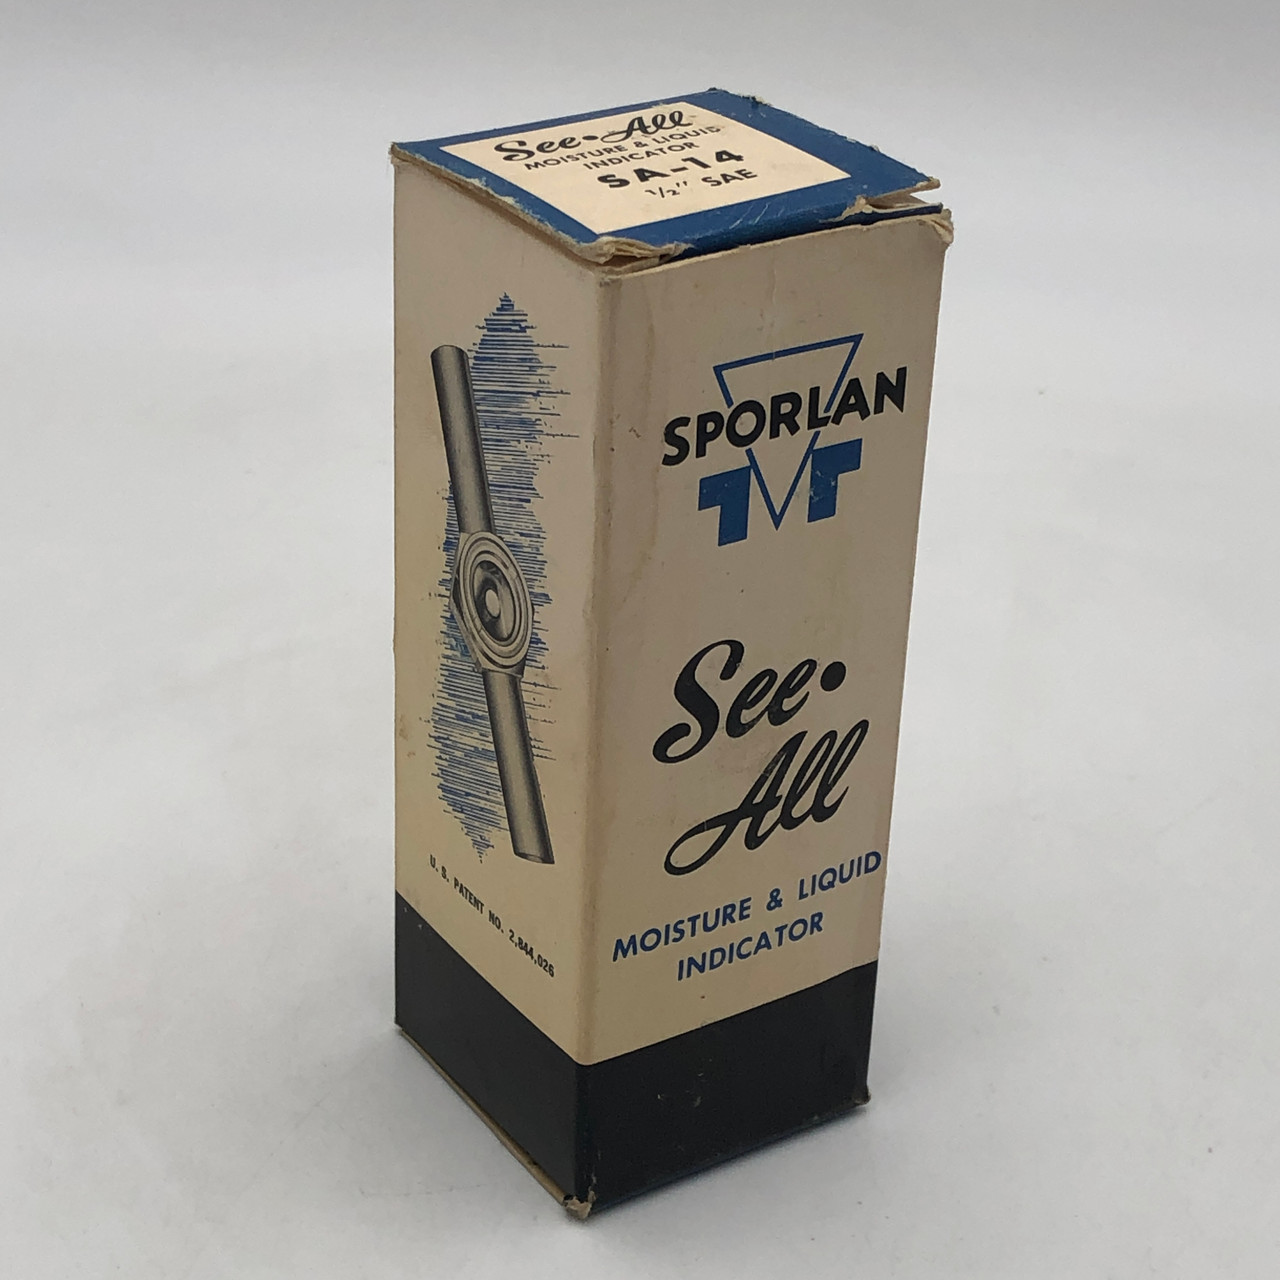 See•All
MOISTURE & LIQUID
INDICATOR
SA-14
1/2" SAE
SPORLAN
See•
All
MOISTURE & LIQUID
INDICATOR
U. S. PATENT NO. 2,844,026